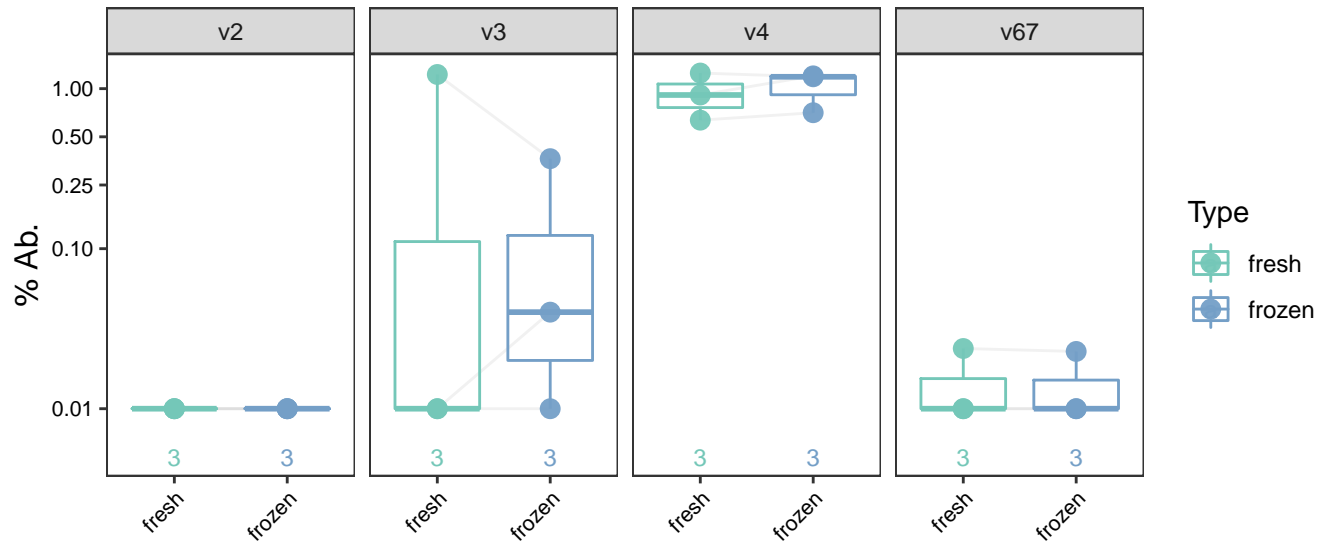 v2 v3 v4 v67
% Ab.
1.00
0.50
0.25
0.10
0.01
3 3 3 3 3 3 3 3
fresh frozen fresh frozen fresh frozen fresh frozen
Type
fresh
frozen